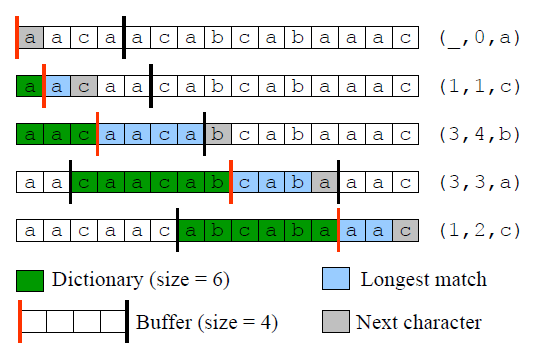 a a c a a c a b c a b a a a c (_,0,a)
a a c a a c a b c a b a a a c (1,1,c)
a a c a a c a b c a b a a a c (3,4,b)
a a c a a c a b c a b a a a c (3,3,a)
a a c a a c a b c a b a a a c (1,2,c)
Dictionary (size = 6) Longest match
Buffer (size = 4) Next character